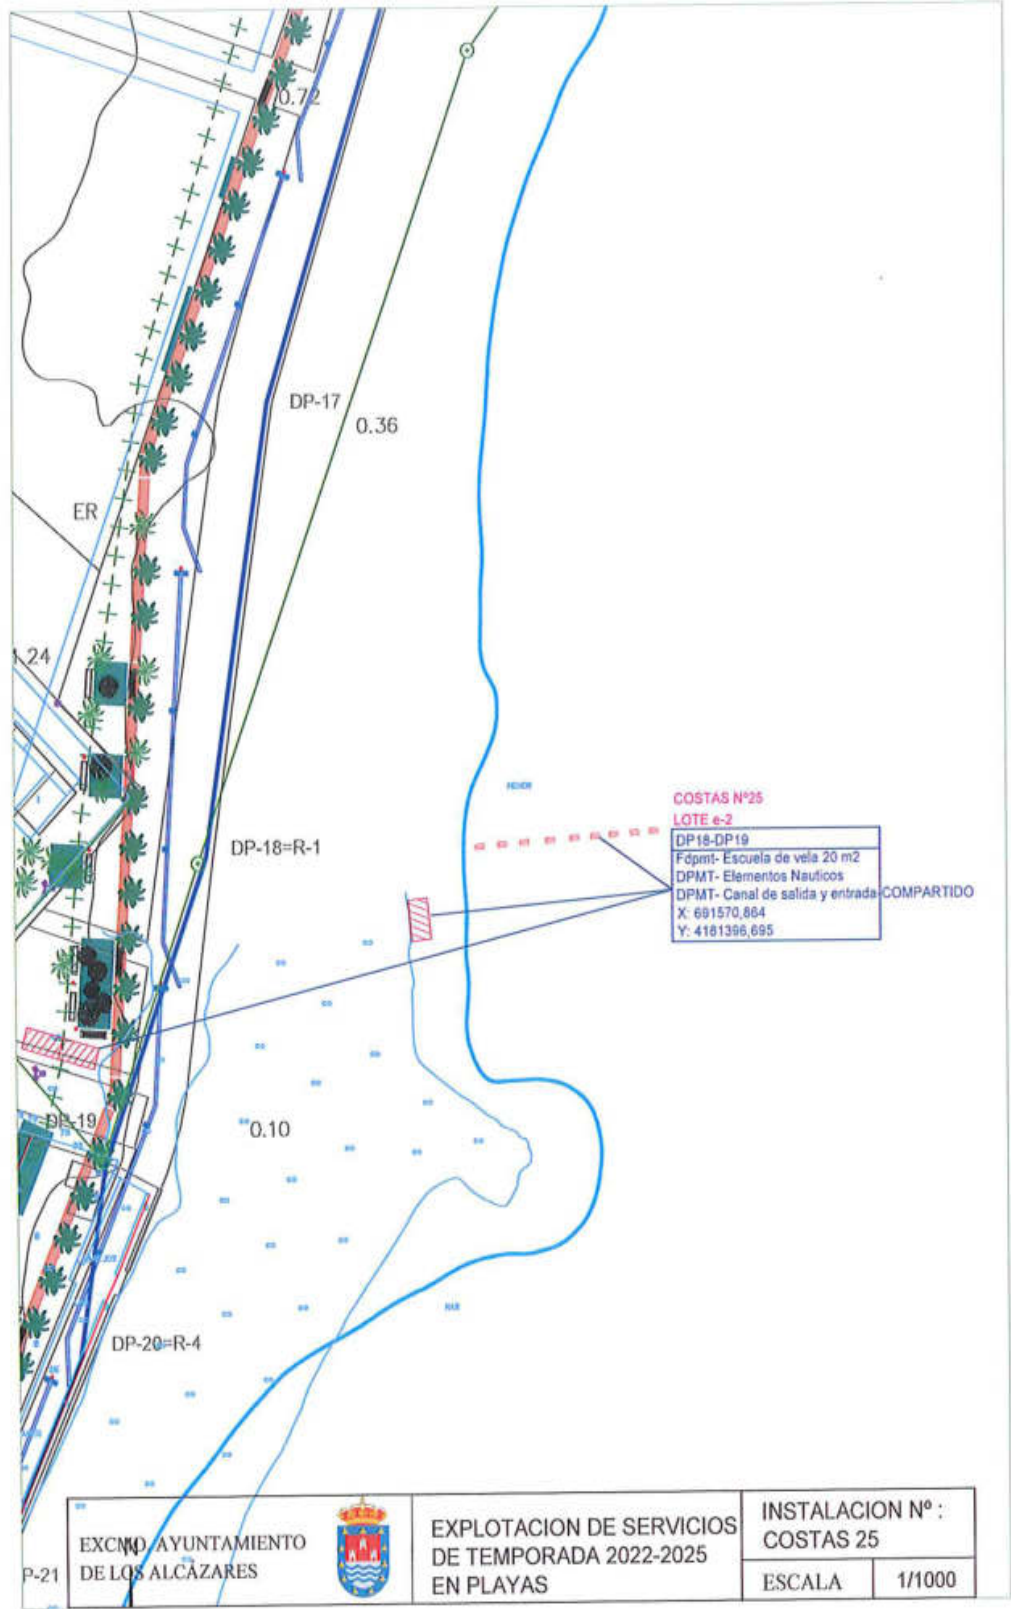 0.72
DP-17
0.36
ER
1.24
COSTAS Nº25
LOTE e-2
DP18-DP19
Fdpmt- Escuela de vela 20 m2
DPMT- Elementos Nauticos
DPMT- Canal de salida y entrada COMPARTIDO
X: 691570,864
Y: 4181396,695
DP-18=R-1
DP-19
0.10
MAR
DP-20=R-4
P-21
N
EXCMO. AYUNTAMIENTO
DE LOS ALCÁZARES
EXPLOTACION DE SERVICIOS
DE TEMPORADA 2022-2025
EN PLAYAS
INSTALACION Nº :
COSTAS 25
ESCALA 1/1000